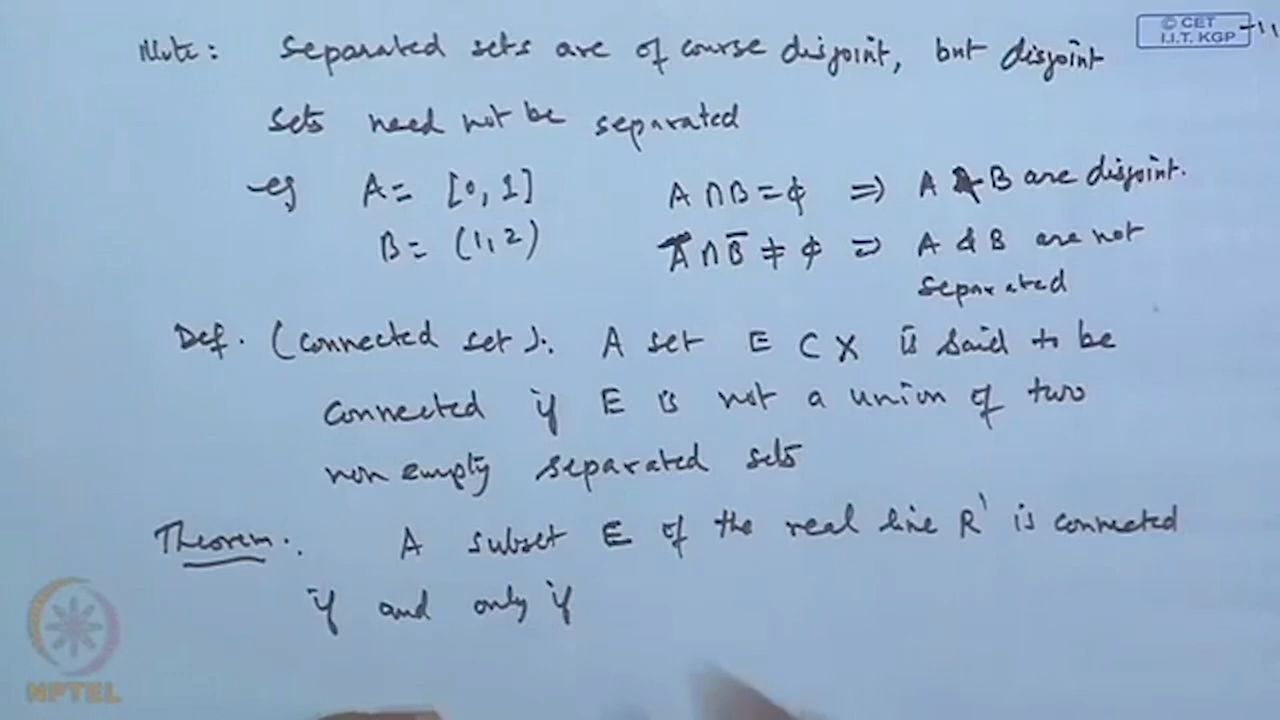 © CET
I.I.T. KGP
Note: Separated sets are of course disjoint, but disjoint
sets need not be separated
eg A = [0, 1] A ∩ B = ϕ ⇒ A & B are disjoint.
B = (1, 2) A ∩ B̅ ≠ ϕ ⇒ A & B are not
separated
Def. (connected set): A set E ⊂ X is said to be
connected if E is not a union of two
non empty separated sets
Theorem. A subset E of the real line R¹ is connected
if and only if
NPTEL